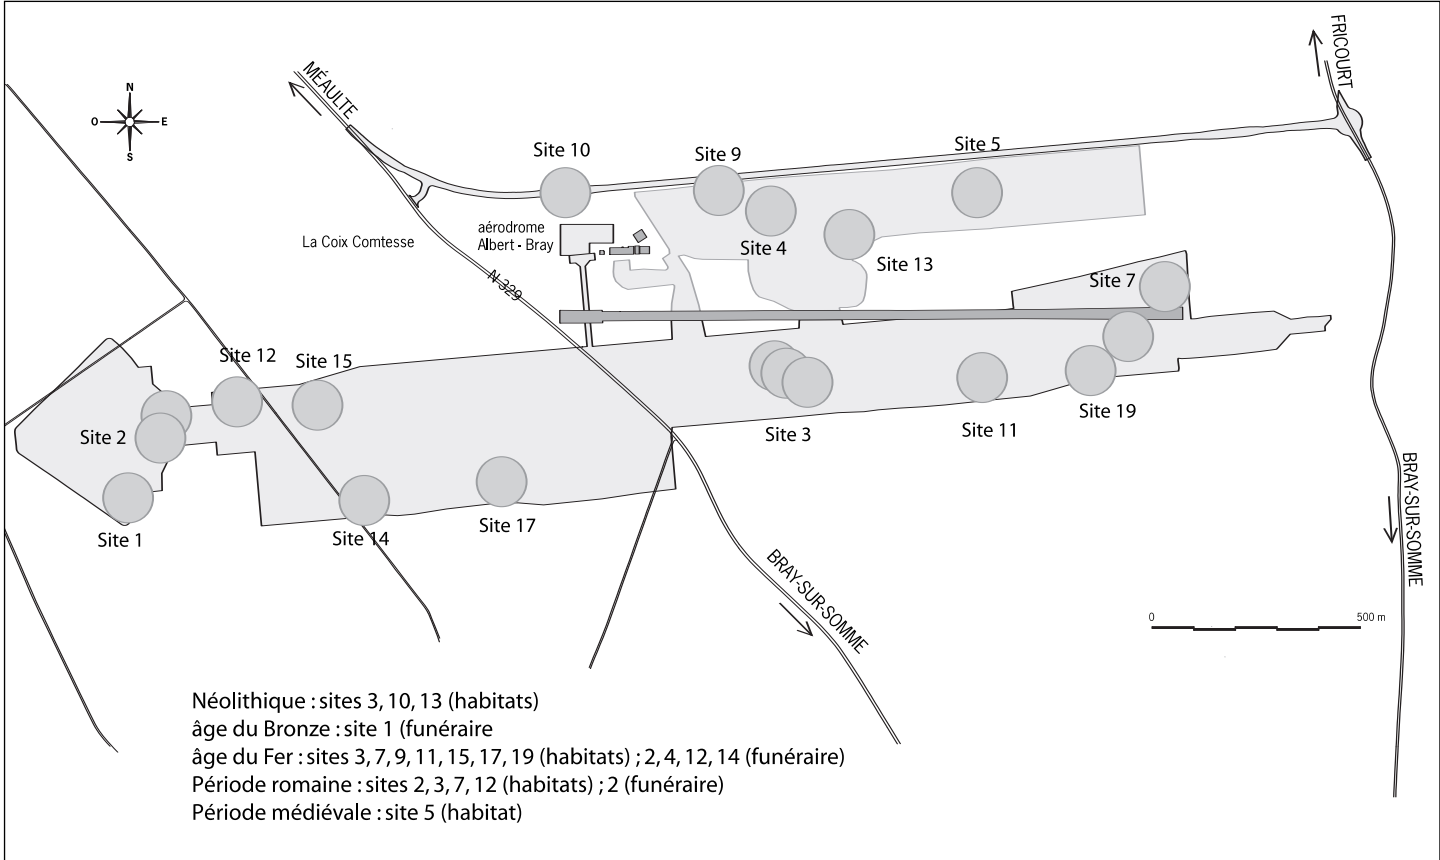 FRICOURT
MÉAULTE
N
O
E
S
Site 10
Site 9
Site 5
aérodrome
Albert - Bray
La Coix Comtesse
Site 4
Site 13
Site 7
N 329
Site 12
Site 15
Site 2
Site 3
Site 11
Site 19
Site 1
Site 14
Site 17
BRAY-SUR-SOMME
BRAY-SUR-SOMME
0
500 m
Néolithique : sites 3, 10, 13 (habitats)
âge du Bronze : site 1 (funéraire
âge du Fer : sites 3, 7, 9, 11, 15, 17, 19 (habitats) ; 2, 4, 12, 14 (funéraire)
Période romaine : sites 2, 3, 7, 12 (habitats) ; 2 (funéraire)
Période médiévale : site 5 (habitat)